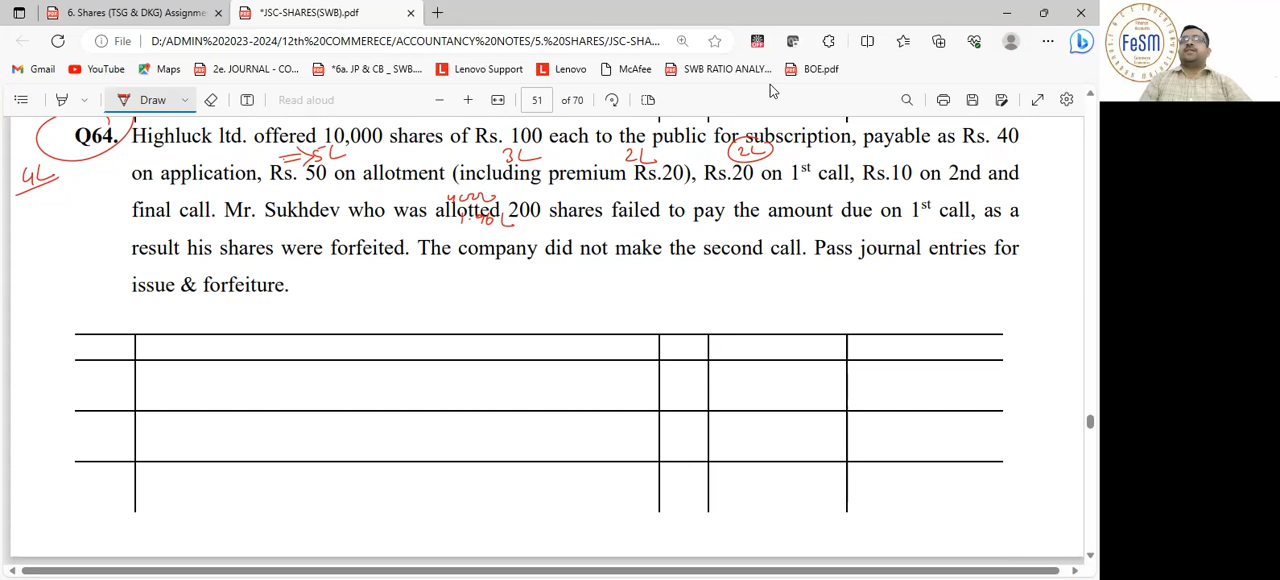 6. Shares (TSG & DKG) Assignme
*JSC-SHARES(SWB).pdf
File D:/ADMIN%202023-2024/12th%20COMMERECE/ACCOUNTANCE%20NOTES/5.%20SHARES/JSC-SHA...
Gmail YouTube Maps 2e. JOURNAL - CO... *6a. JP & CB _SWB... Lenovo Support Lenovo McAfee SWB RATIO ANALY... BOE.pdf
Draw Read aloud 51 of 70
Q64. Highluck ltd. offered 10,000 shares of Rs. 100 each to the public for subscription, payable as Rs. 40
=>5L 3L 2L 2L
4L
on application, Rs. 50 on allotment (including premium Rs.20), Rs.20 on 1st call, Rs.10 on 2nd and
final call. Mr. Sukhdev who was allotted 200 shares failed to pay the amount due on 1st call, as a
1.96L
result his shares were forfeited. The company did not make the second call. Pass journal entries for
issue & forfeiture.
FeSM